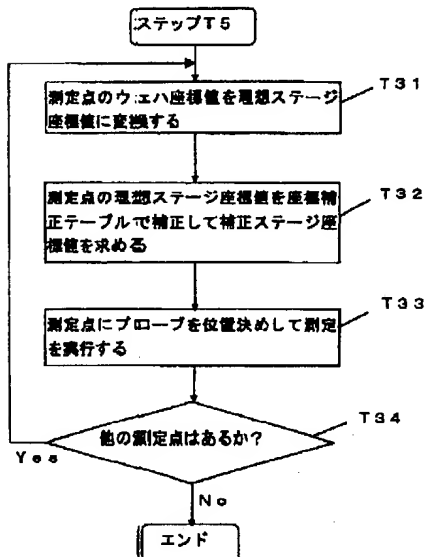 ステップT5
測定点のウェハ座標値を理想ステージ
座標値に変換する
T31
測定点の理想ステージ座標値を座標補
正テーブルで補正して補正ステージ座
標値を求める
T32
測定点にプローブを位置決めして測定
を実行する
T33
他の測定点はあるか?
T34
Yes
No
エンド